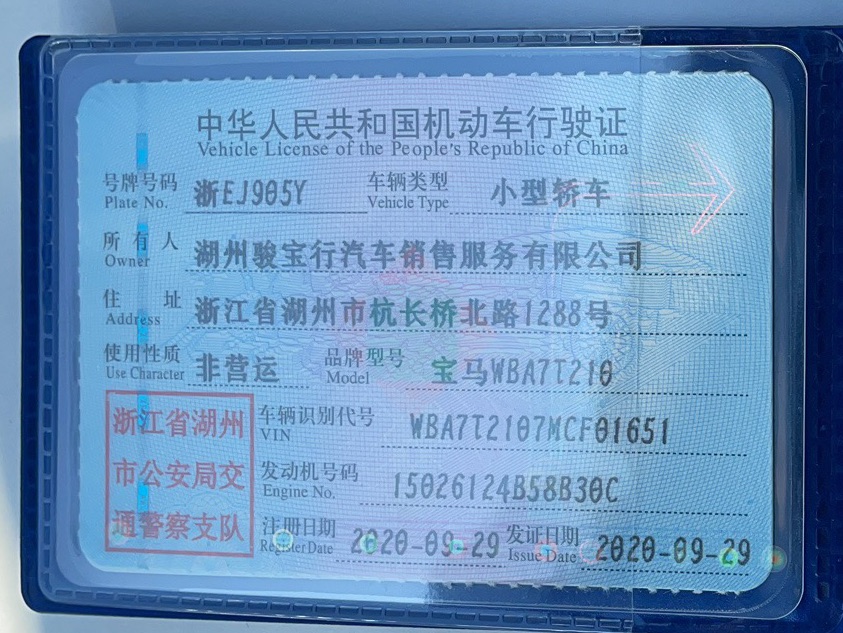 中华人民共和国机动车行驶证
Vehicle License of the People's Republic of China
号牌号码 浙EJ905Y 车辆类型 小型轿车
Plate No. Vehicle Type
所有人 湖州骏宝行汽车销售服务有限公司
Owner
住址 浙江省湖州市杭长桥北路1288号
Address
使用性质 非营运 品牌型号 宝马WBA7T210
Use Character Model
浙江省湖州 车辆识别代号 WBA7T2107MCF01651
VIN
市公安局交 发动机号码 15026124B58B30C
Engine No.
通警察支队 注册日期 2020-09-29 发证日期 2020-09-29
Register Date Issue Date